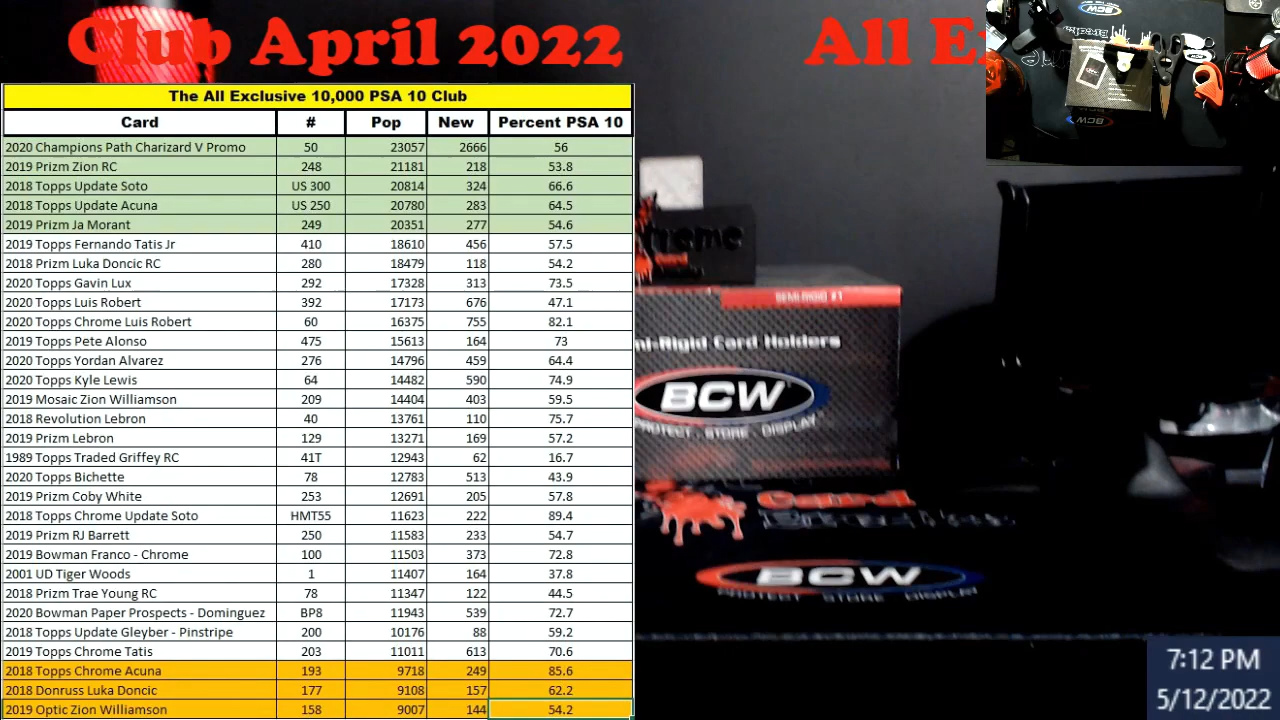 Club April 2022
All E
The All Exclusive 10,000 PSA 10 Club
Card # Pop New Percent PSA 10
2020 Champions Path Charizard V Promo 50 23057 2666 56
2019 Prizm Zion RC 248 21181 218 53.8
2018 Topps Update Soto US 300 20814 324 66.6
2018 Topps Update Acuna US 250 20780 283 64.5
2019 Prizm Ja Morant 249 20351 277 54.6
2019 Topps Fernando Tatis Jr 410 18610 456 57.5
2018 Prizm Luka Doncic RC 280 18479 118 54.2
2020 Topps Gavin Lux 292 17328 313 73.5
2020 Topps Luis Robert 392 17173 676 47.1
2020 Topps Chrome Luis Robert 60 16375 755 82.1
2019 Topps Pete Alonso 475 15613 164 73
2020 Topps Yordan Alvarez 276 14796 459 64.4
2020 Topps Kyle Lewis 64 14482 590 74.9
2019 Mosaic Zion Williamson 209 14404 403 59.5
2018 Revolution Lebron 40 13761 110 75.7
2019 Prizm Lebron 129 13271 169 57.2
1989 Topps Traded Griffey RC 41T 12943 62 16.7
2020 Topps Bichette 78 12783 513 43.9
2019 Prizm Coby White 253 12691 205 57.8
2018 Topps Chrome Update Soto HMT55 11623 222 89.4
2019 Prizm RJ Barrett 250 11583 233 54.7
2019 Bowman Franco - Chrome 100 11503 373 72.8
2001 UD Tiger Woods 1 11407 164 37.8
2018 Prizm Trae Young RC 78 11347 122 44.5
2020 Bowman Paper Prospects - Dominguez BP8 11943 539 72.7
2018 Topps Update Gleyber - Pinstripe 200 10176 88 59.2
2019 Topps Chrome Tatis 203 11011 613 70.6
2018 Topps Chrome Acuna 193 9718 249 85.6
2018 Donruss Luka Doncic 177 9108 157 62.2
2019 Optic Zion Williamson 158 9007 144 54.2
treme
SEMI-RIGID #1
mi-Rigid Card Holders
BCW
PROTECT · STORE · DISPLAY
Card
BCW
PROTECT STORE DISPLAY
BCW
7:12 PM
5/12/2022